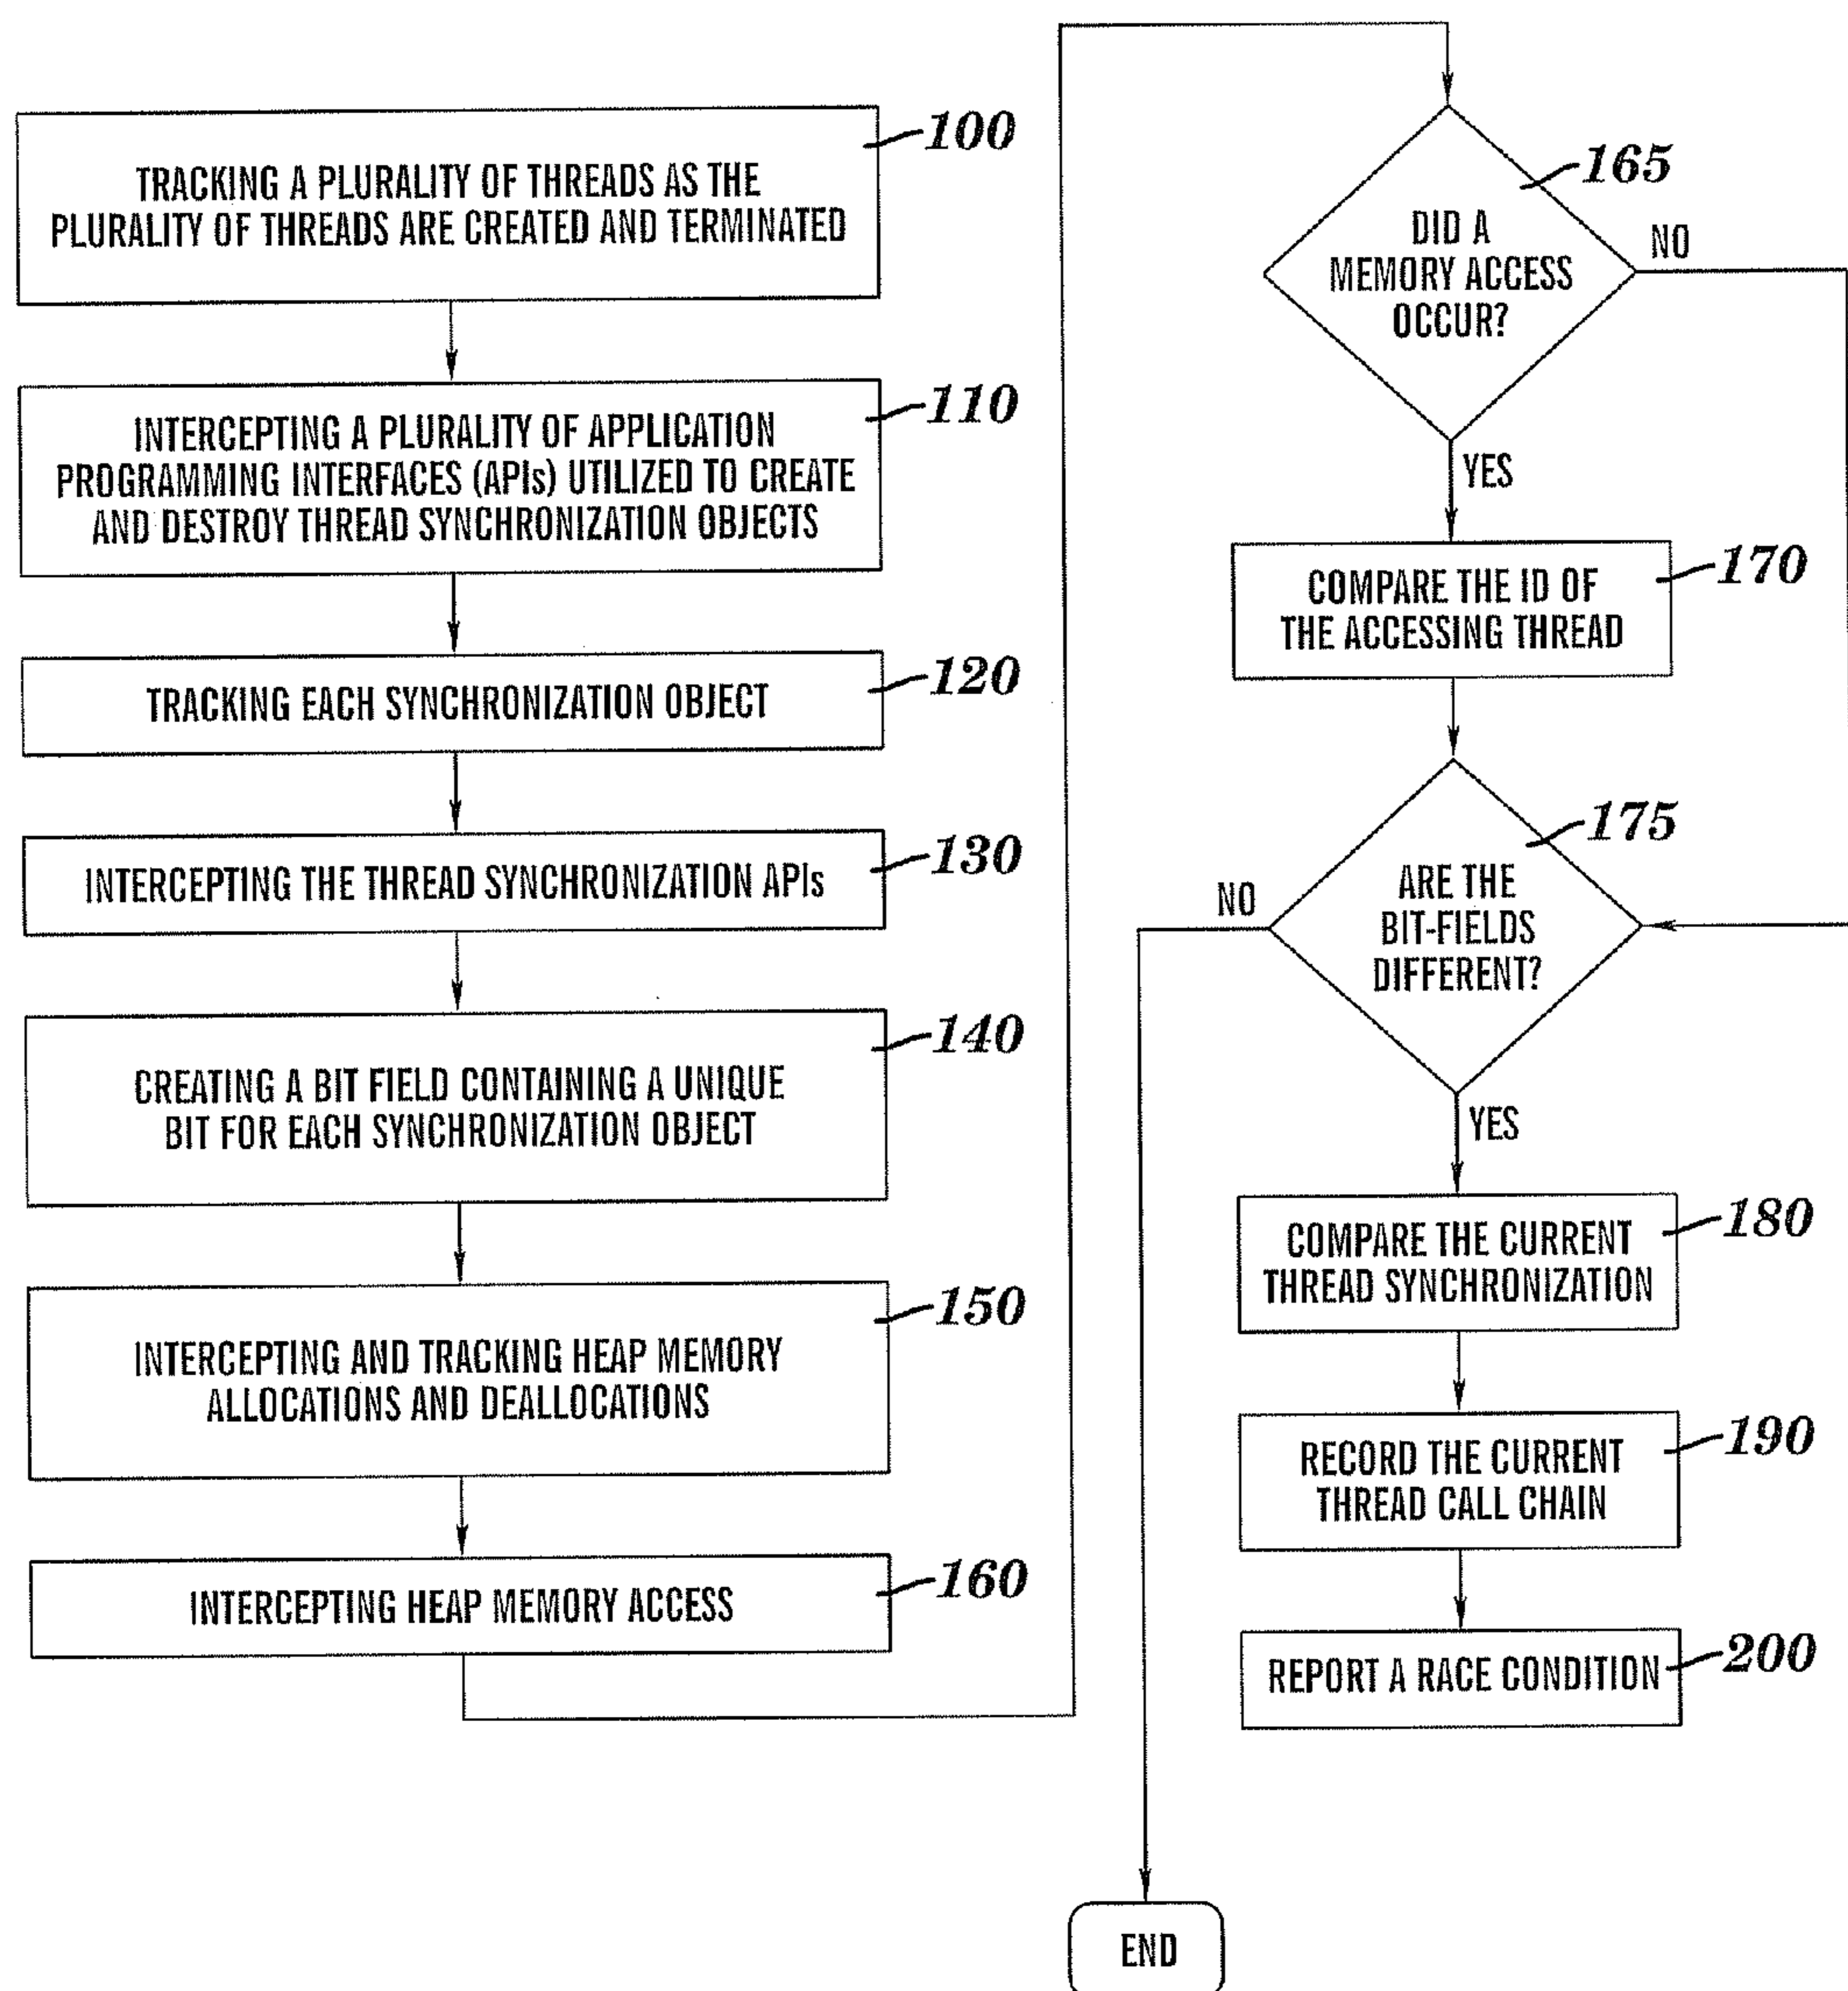 100
TRACKING A PLURALITY OF THREADS AS THE
PLURALITY OF THREADS ARE CREATED AND TERMINATED
110
INTERCEPTING A PLURALITY OF APPLICATION
PROGRAMMING INTERFACES (APIs) UTILIZED TO CREATE
AND DESTROY THREAD SYNCHRONIZATION OBJECTS
120
TRACKING EACH SYNCHRONIZATION OBJECT
130
INTERCEPTING THE THREAD SYNCHRONIZATION APIs
140
CREATING A BIT FIELD CONTAINING A UNIQUE
BIT FOR EACH SYNCHRONIZATION OBJECT
150
INTERCEPTING AND TRACKING HEAP MEMORY
ALLOCATIONS AND DEALLOCATIONS
160
INTERCEPTING HEAP MEMORY ACCESS
165
DID A
MEMORY ACCESS
OCCUR?
NO
YES
170
COMPARE THE ID OF
THE ACCESSING THREAD
175
ARE THE
BIT-FIELDS
DIFFERENT?
NO
YES
180
COMPARE THE CURRENT
THREAD SYNCHRONIZATION
190
RECORD THE CURRENT
THREAD CALL CHAIN
200
REPORT A RACE CONDITION
END